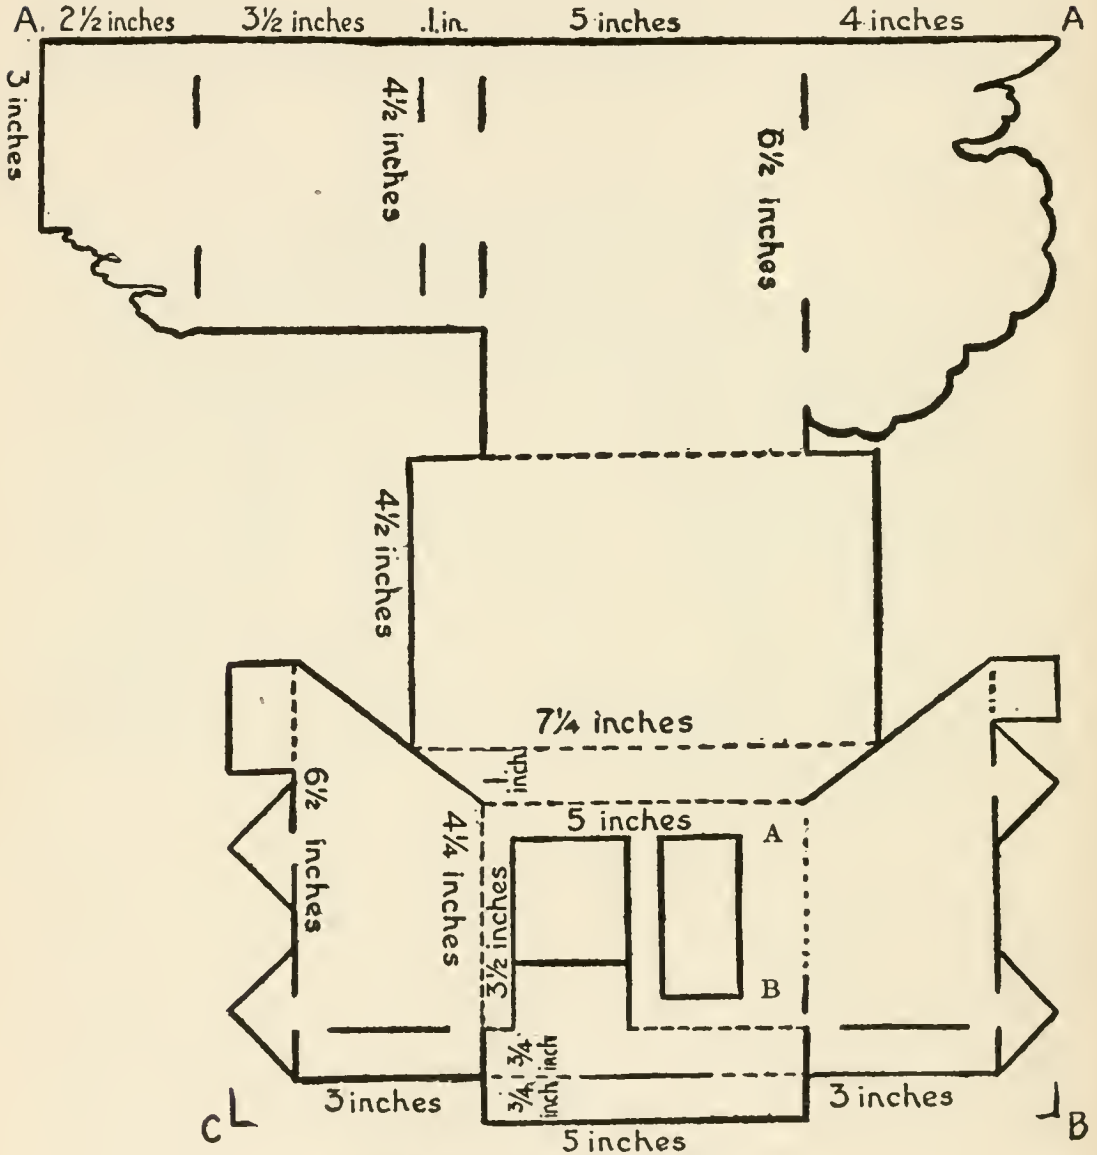 A. 2½ inches 3½ inches .1.in. 5 inches 4 inches A
3 inches
4½ inches
6½ inches
4½ inches
7¼ inches
1 inch
5 inches
A
6½ inches
4¼ inches
3½ inches
B
¾ inch
¾ inch
3 inches
3 inches
C
B
5 inches